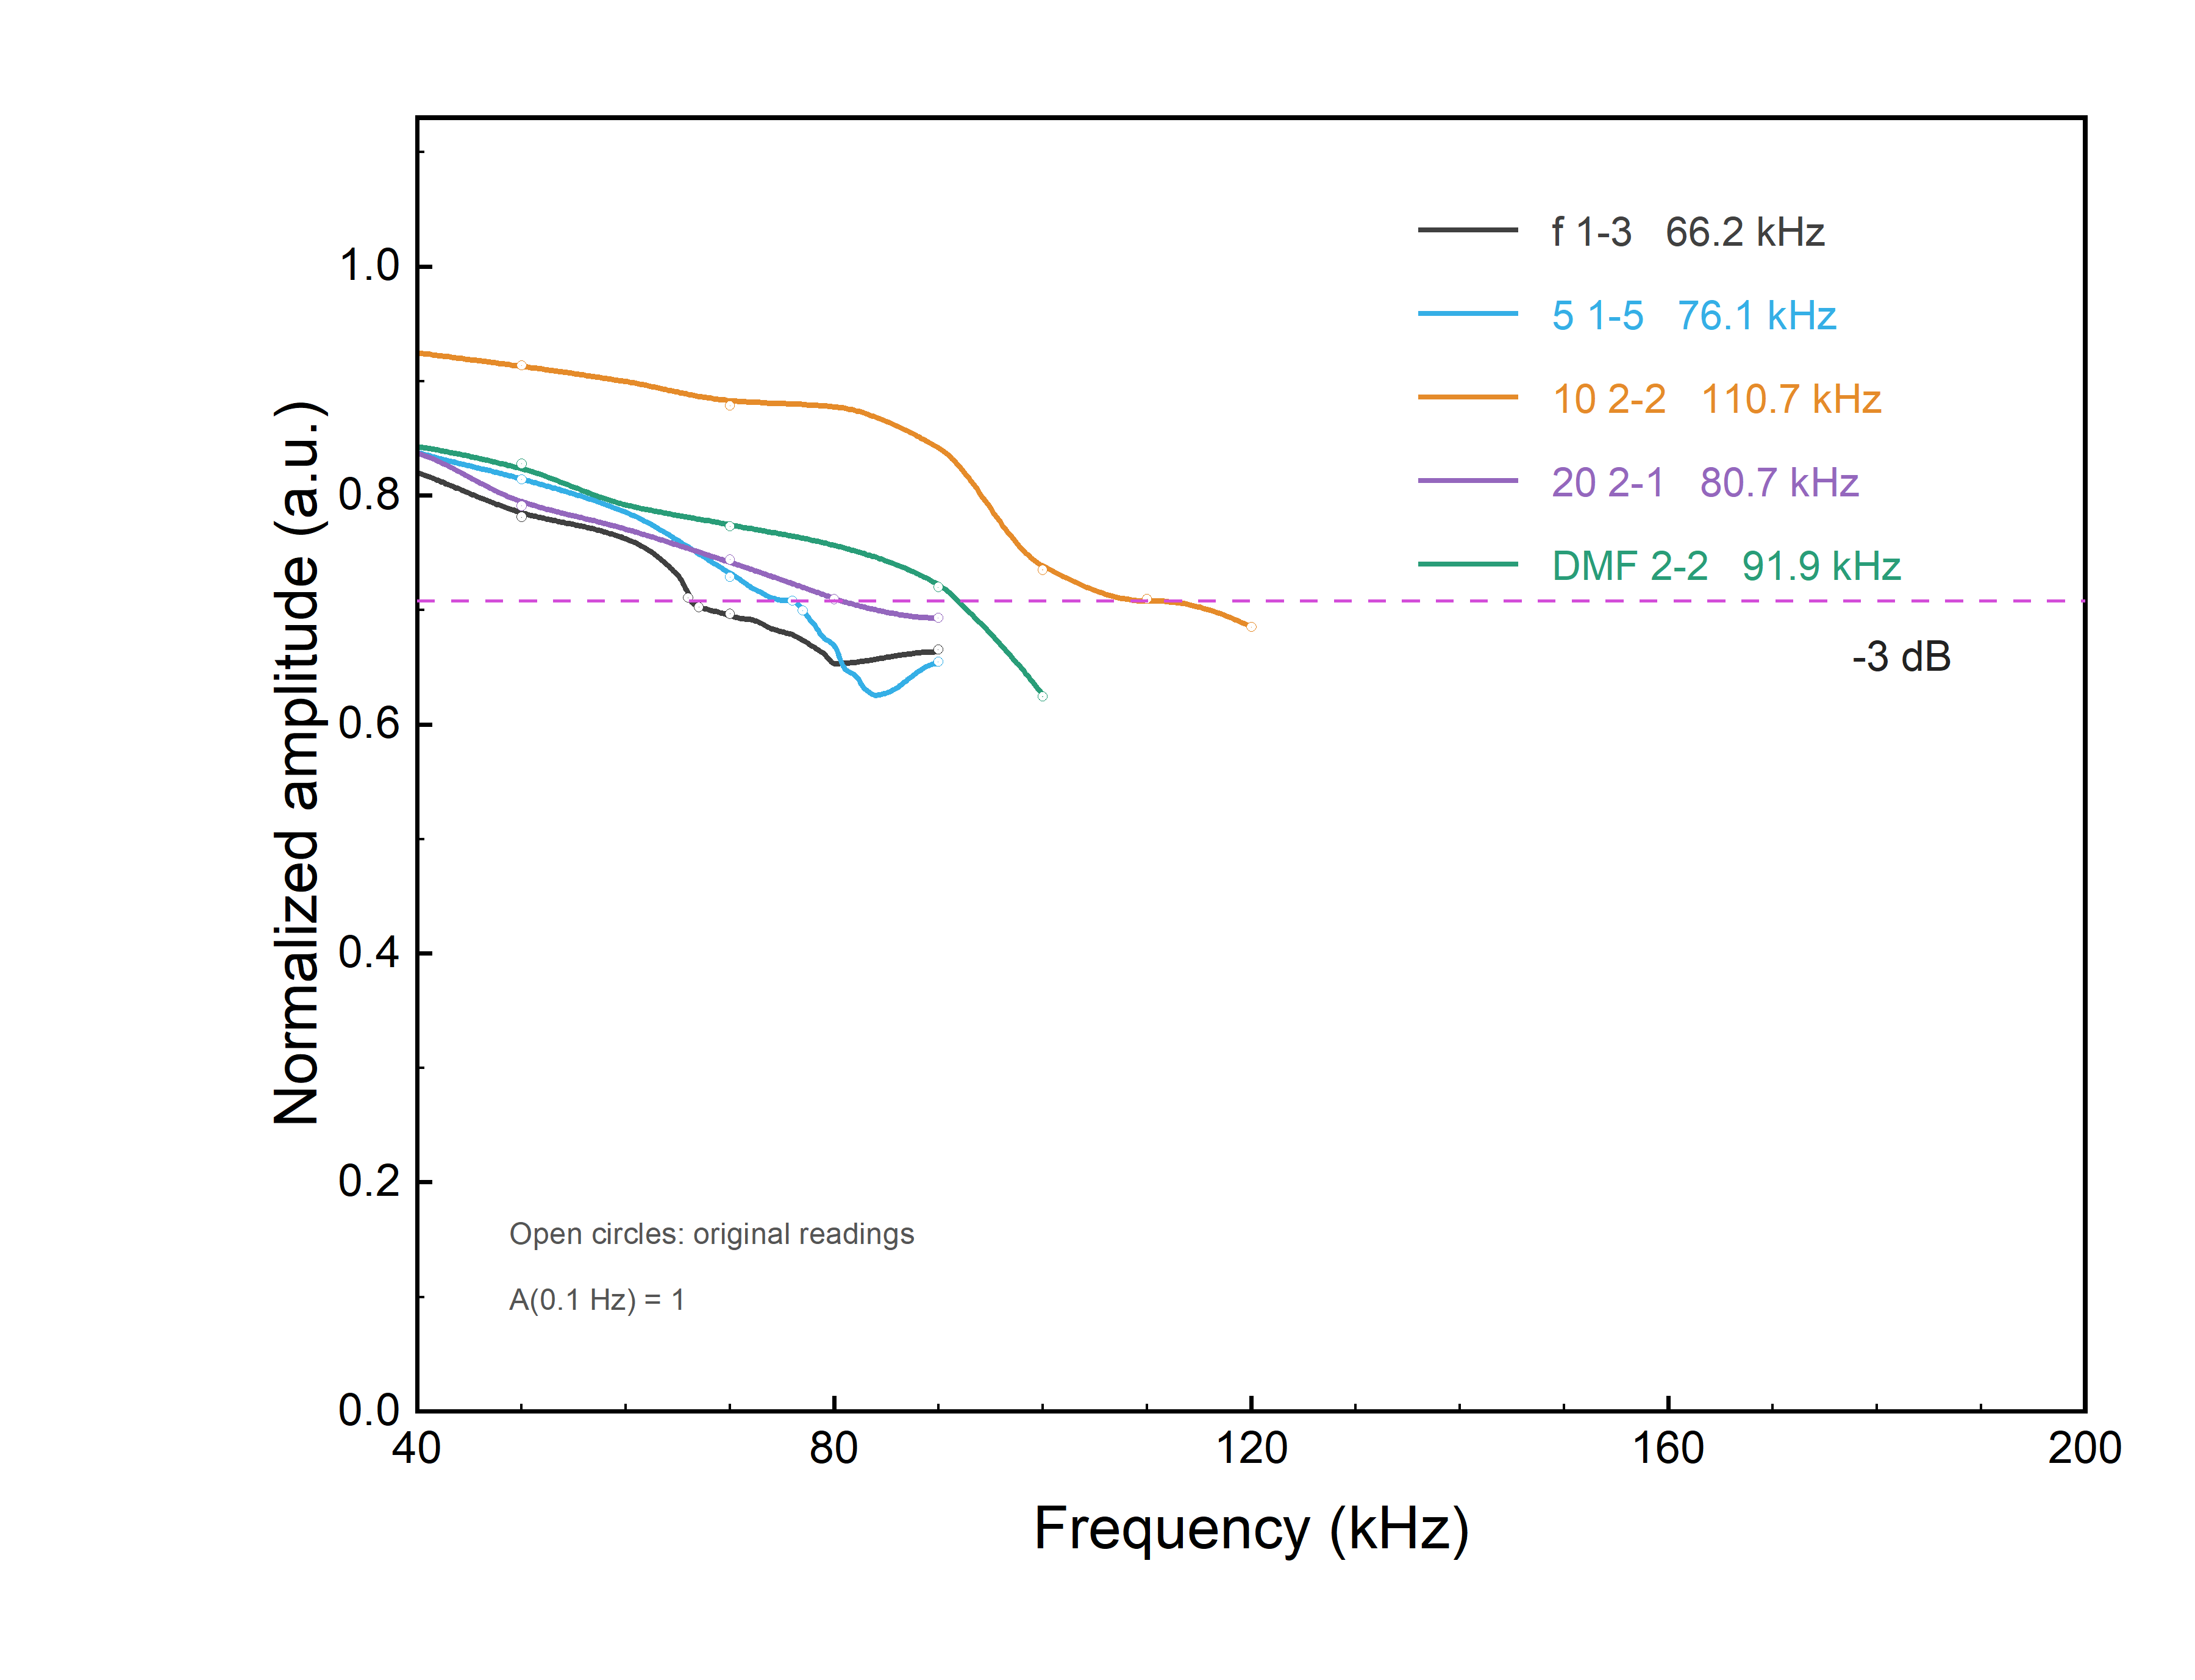 f 1-3 66.2 kHz
5 1-5 76.1 kHz
10 2-2 110.7 kHz
20 2-1 80.7 kHz
DMF 2-2 91.9 kHz
-3 dB
Normalized amplitude (a.u.)
1.0
0.8
0.6
0.4
0.2
0.0
Open circles: original readings
A(0.1 Hz) = 1
40 80 120 160 200
Frequency (kHz)